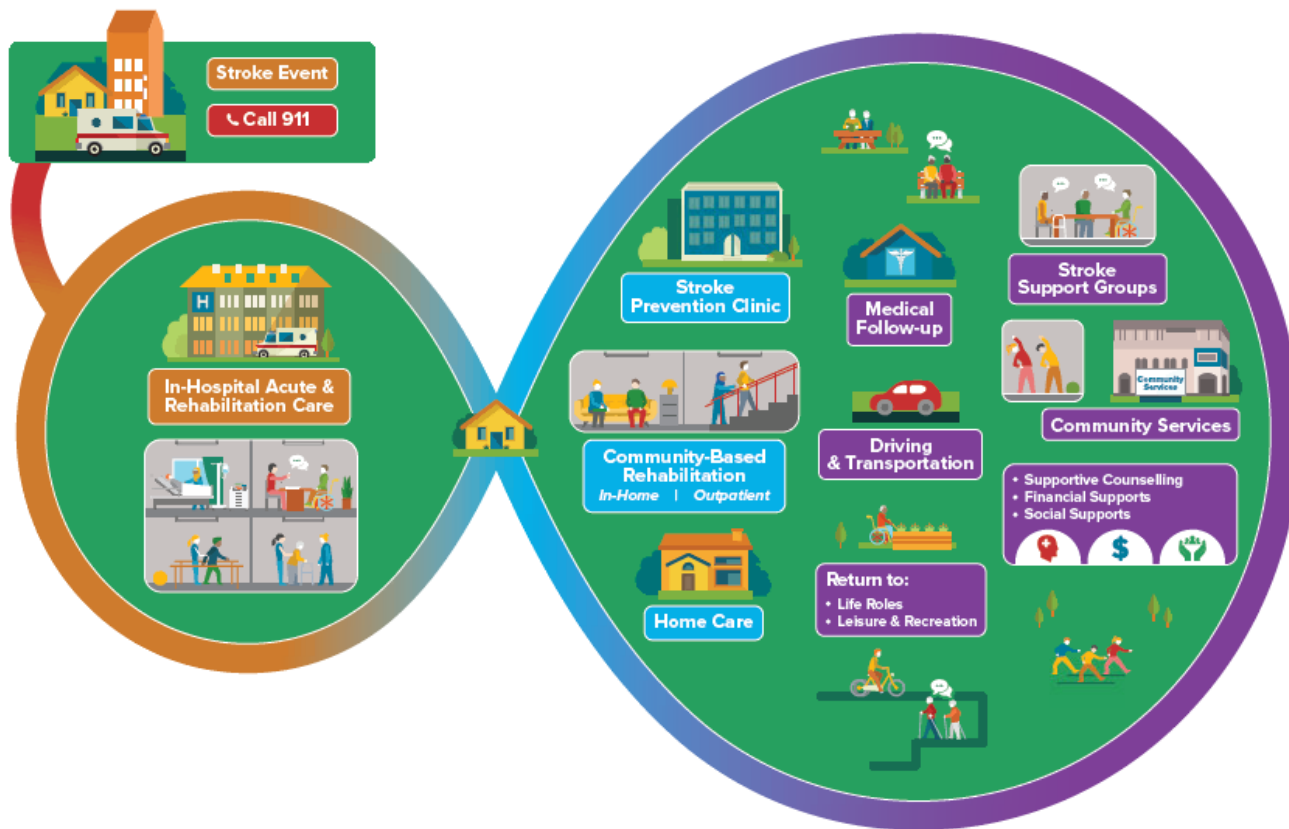 Stroke Event
Call 911
H
In-Hospital Acute &
Rehabilitation Care
Stroke
Prevention Clinic
Community-Based
Rehabilitation
In-Home | Outpatient
Home Care
Medical
Follow-up
Driving
& Transportation
Return to:
• Life Roles
• Leisure & Recreation
Stroke
Support Groups
Community
Services
Community Services
• Supportive Counselling
• Financial Supports
• Social Supports
$